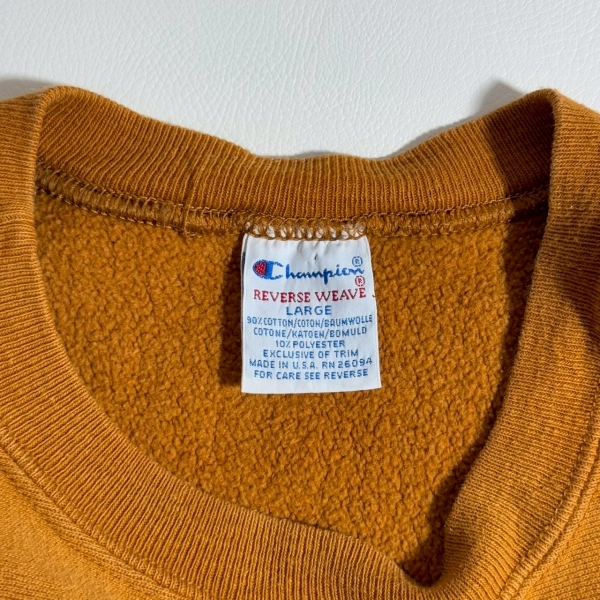 Champion®
REVERSE WEAVE®
LARGE
90% COTTON/COTOH/BAUMWOLLE
COTONE/KATOEN/BOMULD
10% POLYESTER
EXCLUSIVE OF TRIM
MADE IN U.S.A. RN 26094
FOR CARE SEE REVERSE